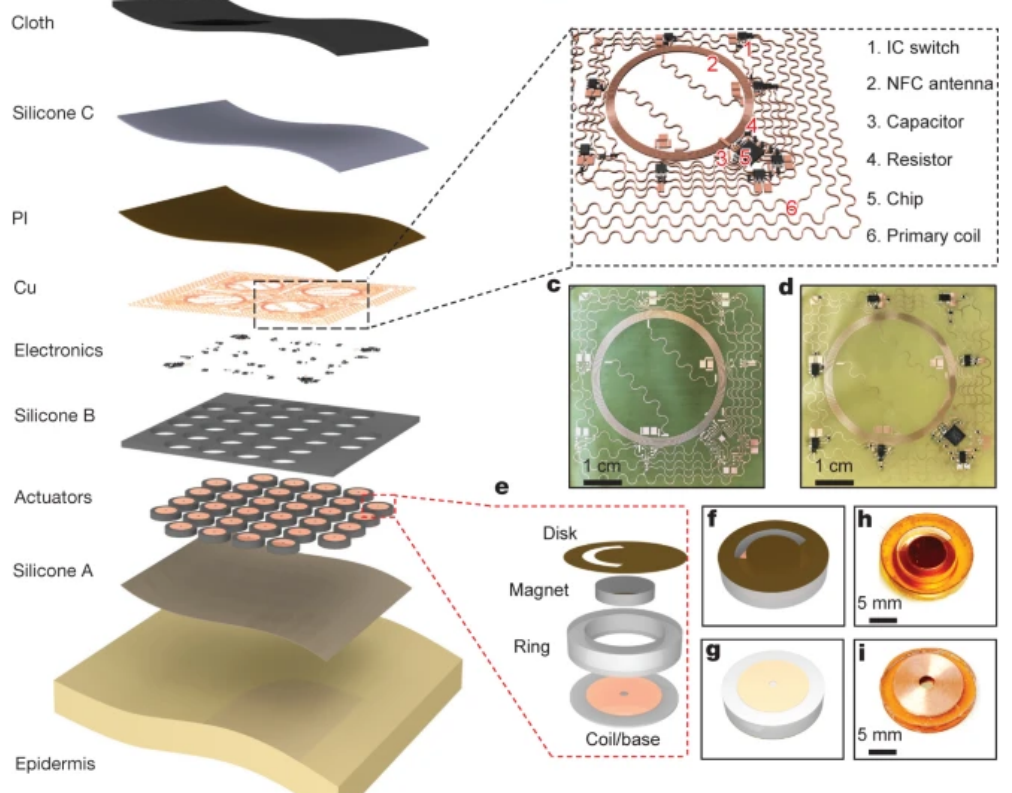 Cloth
Silicone C
PI
Cu
Electronics
Silicone B
Actuators
Silicone A
Epidermis
1
2
3
4
5
6
1. IC switch
2. NFC antenna
3. Capacitor
4. Resistor
5. Chip
6. Primary coil
c
1 cm
d
1 cm
e
Disk
Magnet
Ring
Coil/base
f
h
5 mm
g
i
5 mm